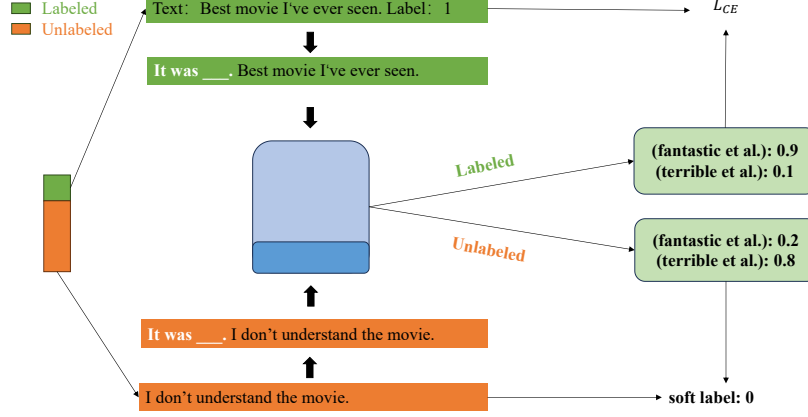 Labeled
Unlabeled
Text: Best movie I've ever seen. Label: 1
L_CE
It was ___. Best movie I've ever seen.
Labeled
(fantastic et al.): 0.9
(terrible et al.): 0.1
Unlabeled
(fantastic et al.): 0.2
(terrible et al.): 0.8
It was ___. I don't understand the movie.
I don't understand the movie.
soft label: 0